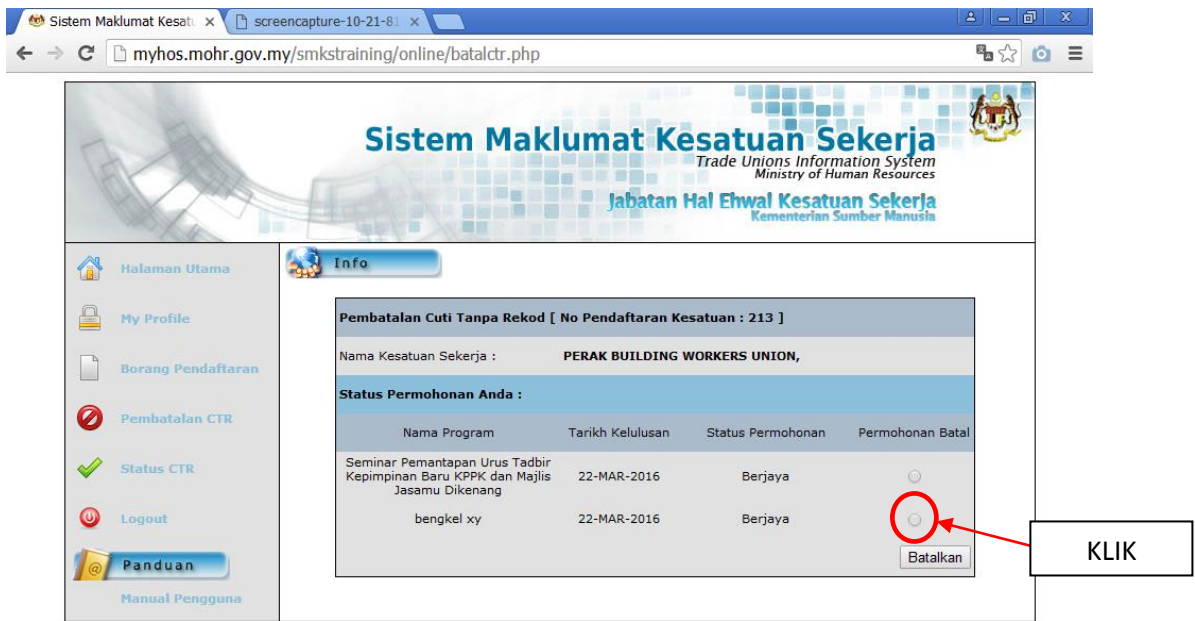 Sistem Maklumat Kesatu
screencapture-10-21-81
myhos.mohr.gov.my/smkstraining/online/batalctr.php
Sistem Maklumat Kesatuan Sekerja
Trade Unions Information System
Ministry of Human Resources
Jabatan Hal Ehwal Kesatuan Sekerja
Kementerian Sumber Manusia
Halaman Utama
My Profile
Borang Pendaftaran
Pembatalan CTR
Status CTR
Logout
Panduan
Manual Pengguna
Info
Pembatalan Cuti Tanpa Rekod [ No Pendaftaran Kesatuan : 213 ]
Nama Kesatuan Sekerja : PERAK BUILDING WORKERS UNION,
Status Permohonan Anda :
Nama Program Tarikh Kelulusan Status Permohonan Permohonan Batal
Seminar Pemantapan Urus Tadbir
Kepimpinan Baru KPPK dan Majlis
Jasamu Dikenang
22-MAR-2016 Berjaya
bengkel xy 22-MAR-2016 Berjaya
Batalkan
KLIK